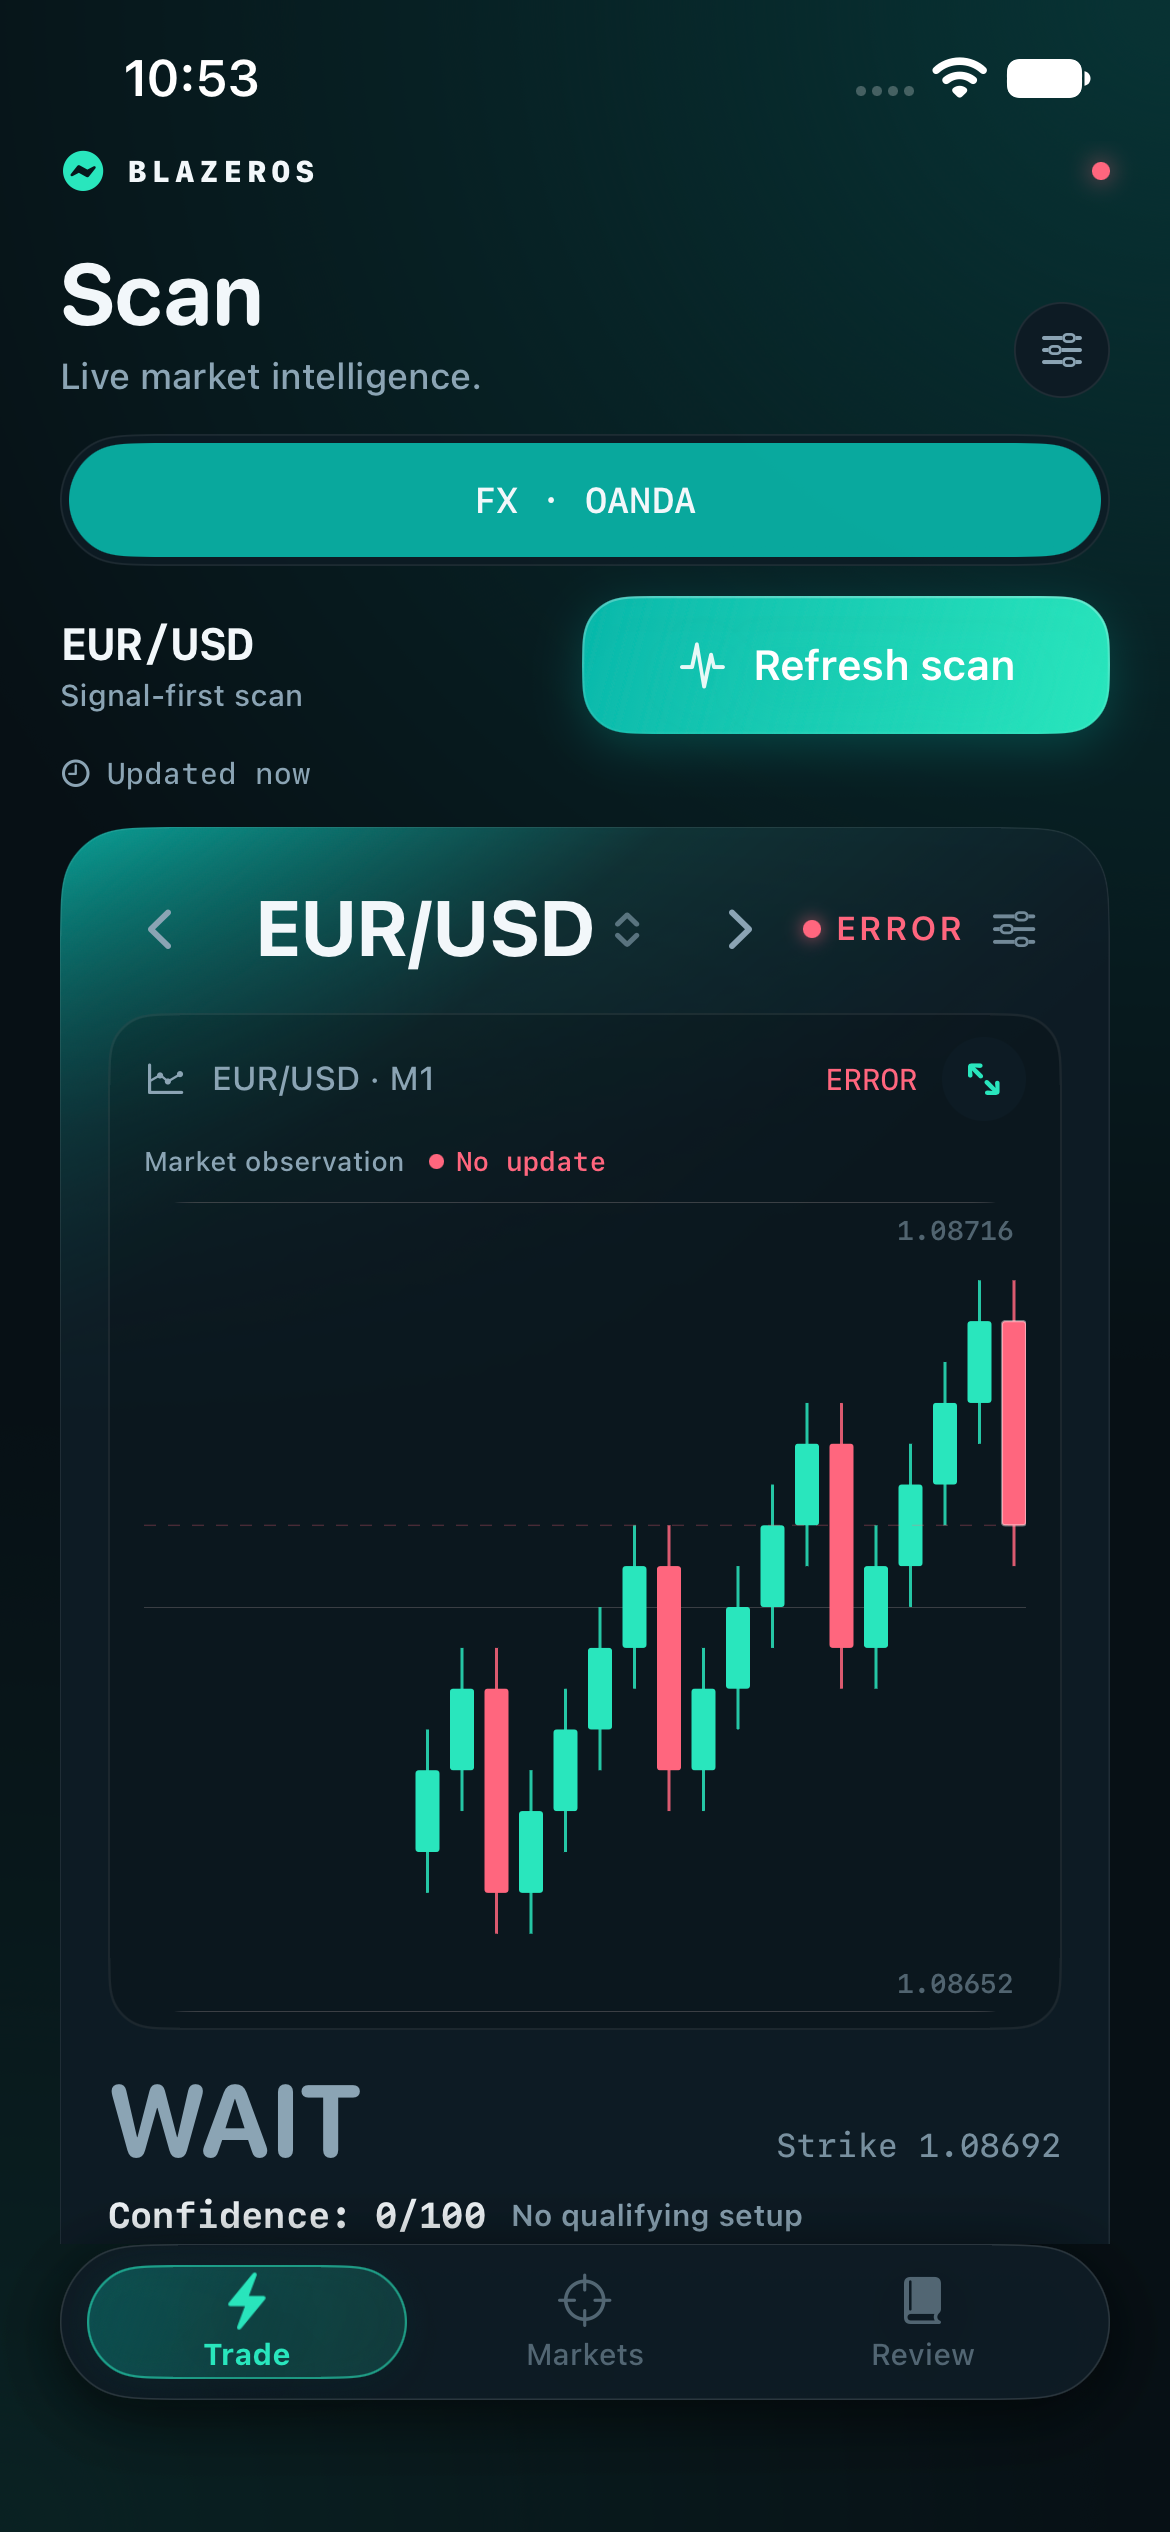 10:53
BLAZEROS
Scan
Live market intelligence.
FX · OANDA
EUR/USD
Signal-first scan
Refresh scan
Updated now
EUR/USD
ERROR
EUR/USD · M1
ERROR
Market observation
No update
1.08716
1.08652
WAIT
Strike 1.08692
Confidence: 0/100 No qualifying setup
Trade
Markets
Review